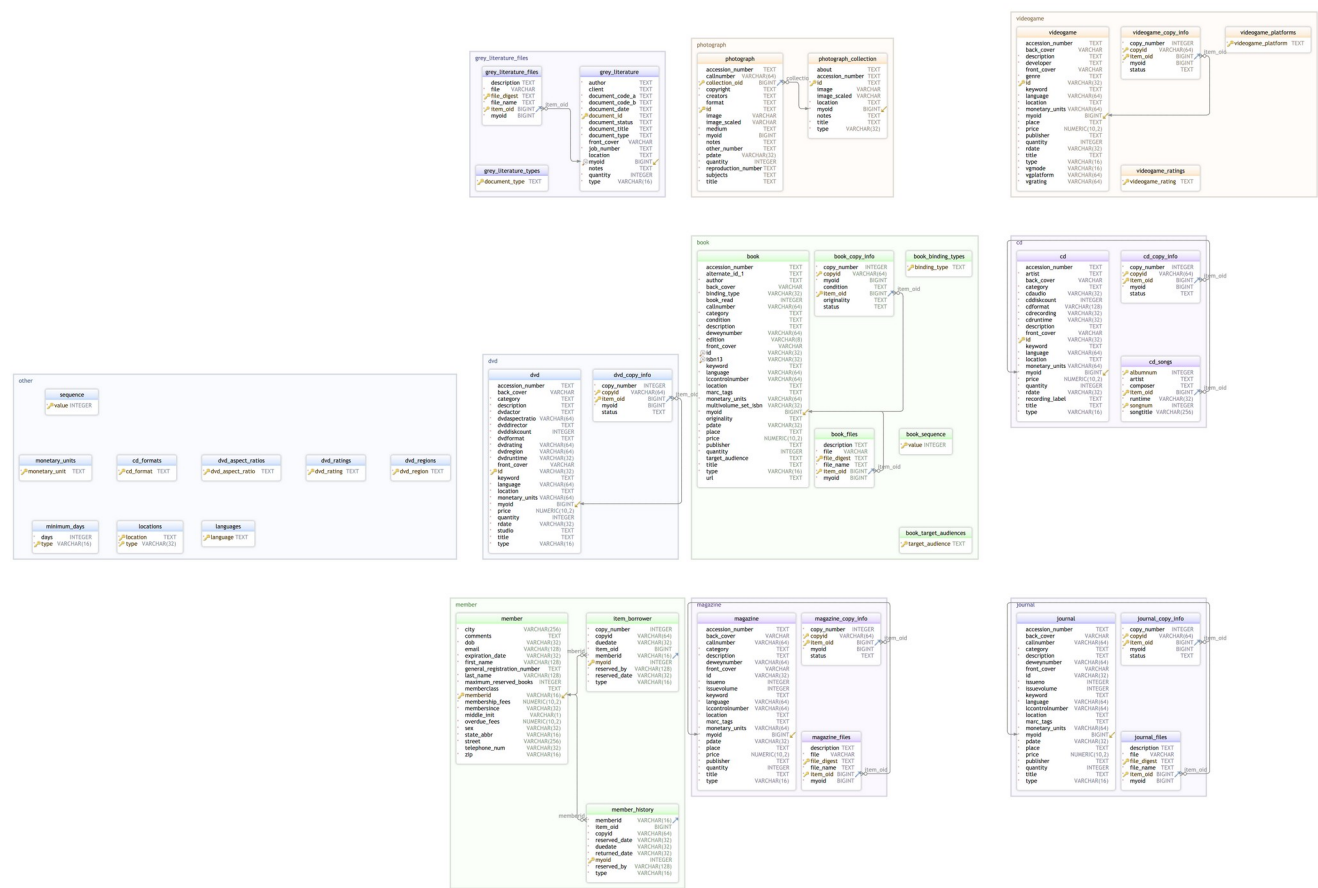 videogame
videogame
accession_number TEXT
back_cover VARCHAR
description TEXT
developer TEXT
front_cover VARCHAR
genre TEXT
id VARCHAR(32)
keyword TEXT
language VARCHAR(64)
location TEXT
monetary_units VARCHAR(64)
myoid BIGINT
place TEXT
price NUMERIC(10,2)
publisher TEXT
quantity INTEGER
rdate VARCHAR(32)
title TEXT
type VARCHAR(16)
vgmode VARCHAR(16)
vgplatform VARCHAR(64)
vgrating VARCHAR(64)
videogame_copy_info
copy_number INTEGER
copyid VARCHAR(64)
item_oid BIGINT
myoid BIGINT
status TEXT
item_oid
videogame_platforms
videogame_platform TEXT
videogame_ratings
videogame_rating TEXT
photograph
photograph
accession_number TEXT
callnumber VARCHAR(64)
collection_oid BIGINT
copyright TEXT
creators TEXT
format TEXT
id TEXT
image VARCHAR
image_scaled VARCHAR
medium TEXT
myoid BIGINT
notes TEXT
other_number TEXT
pdate VARCHAR(32)
quantity INTEGER
reproduction_number TEXT
subjects TEXT
title TEXT
photograph_collection
about TEXT
accession_number TEXT
id TEXT
image VARCHAR
image_scaled VARCHAR
location TEXT
myoid BIGINT
notes TEXT
title TEXT
type VARCHAR(32)
grey_literature_files
grey_literature_files
description TEXT
file VARCHAR
file_digest TEXT
file_name TEXT
item_oid BIGINT
myoid BIGINT
item_oid
grey_literature
author TEXT
client TEXT
document_code_a TEXT
document_code_b TEXT
document_date TEXT
document_id TEXT
document_status TEXT
document_title TEXT
document_type TEXT
front_cover VARCHAR
job_number TEXT
location TEXT
myoid BIGINT
notes TEXT
quantity INTEGER
type VARCHAR(16)
grey_literature_types
document_type TEXT
book
book
accession_number TEXT
alternate_id_1 TEXT
author TEXT
back_cover VARCHAR
binding_type VARCHAR(32)
book_read INTEGER
callnumber VARCHAR(64)
category TEXT
condition TEXT
description TEXT
deweynumber VARCHAR(64)
edition VARCHAR(8)
front_cover VARCHAR
id VARCHAR(32)
isbn13 VARCHAR(32)
keyword TEXT
language VARCHAR(64)
lccontrolnumber VARCHAR(64)
location TEXT
marc_tags TEXT
monetary_units VARCHAR(64)
multivolume_set_isbn VARCHAR(32)
myoid BIGINT
originality TEXT
pdate VARCHAR(32)
place TEXT
price NUMERIC(10,2)
publisher TEXT
quantity INTEGER
target_audience TEXT
title TEXT
type VARCHAR(16)
url TEXT
book_copy_info
copy_number INTEGER
copyid VARCHAR(64)
myoid BIGINT
condition TEXT
item_oid BIGINT
originality TEXT
status TEXT
item_oid
book_binding_types
binding_type TEXT
book_files
description TEXT
file VARCHAR
file_digest TEXT
file_name TEXT
item_oid BIGINT
myoid BIGINT
item_oid
book_sequence
value INTEGER
book_target_audiences
target_audience TEXT
cd
cd
accession_number TEXT
artist TEXT
back_cover VARCHAR
category TEXT
cdaudio VARCHAR(32)
cddiskcount INTEGER
cdformat VARCHAR(128)
cdrecording VARCHAR(32)
cdruntime VARCHAR(32)
description TEXT
front_cover VARCHAR
id VARCHAR(32)
keyword TEXT
language VARCHAR(64)
location TEXT
monetary_units VARCHAR(64)
myoid BIGINT
price NUMERIC(10,2)
quantity INTEGER
rdate VARCHAR(32)
recording_label TEXT
title TEXT
type VARCHAR(16)
cd_copy_info
copy_number INTEGER
copyid VARCHAR(64)
item_oid BIGINT
myoid BIGINT
status TEXT
item_oid
cd_songs
albumnum INTEGER
artist TEXT
composer TEXT
item_oid BIGINT
runtime VARCHAR(32)
songnum INTEGER
songtitle VARCHAR(256)
item_oid
dvd
dvd
accession_number TEXT
back_cover VARCHAR
category TEXT
description TEXT
dvdactor TEXT
dvdaspectratio VARCHAR(64)
dvddirector TEXT
dvddiskcount INTEGER
dvdformat TEXT
dvdrating VARCHAR(64)
dvdregion VARCHAR(64)
dvdruntime VARCHAR(32)
front_cover VARCHAR
id VARCHAR(32)
keyword TEXT
language VARCHAR(64)
location TEXT
monetary_units VARCHAR(64)
myoid BIGINT
price NUMERIC(10,2)
quantity INTEGER
rdate VARCHAR(32)
studio TEXT
title TEXT
type VARCHAR(16)
dvd_copy_info
copy_number INTEGER
copyid VARCHAR(64)
item_oid BIGINT
myoid BIGINT
status TEXT
other
sequence
value INTEGER
monetary_units
monetary_unit TEXT
cd_formats
cd_format TEXT
dvd_aspect_ratios
dvd_aspect_ratio TEXT
dvd_ratings
dvd_rating TEXT
dvd_regions
dvd_region TEXT
minimum_days
days INTEGER
type VARCHAR(16)
locations
location TEXT
type VARCHAR(32)
languages
language TEXT
member
member
city VARCHAR(256)
comments TEXT
dob VARCHAR(32)
email VARCHAR(128)
expiration_date VARCHAR(32)
first_name VARCHAR(128)
general_registration_number TEXT
last_name VARCHAR(128)
maximum_reserved_books INTEGER
memberclass TEXT
memberid VARCHAR(16)
membership_fees NUMERIC(10,2)
membersince VARCHAR(32)
middle_init VARCHAR(1)
overdue_fees NUMERIC(10,2)
sex VARCHAR(32)
state_abbr VARCHAR(16)
street VARCHAR(256)
telephone_num VARCHAR(32)
zip VARCHAR(16)
item_borrower
copy_number INTEGER
copyid VARCHAR(64)
duedate VARCHAR(32)
item_oid BIGINT
memberid VARCHAR(16)
myoid INTEGER
reserved_by VARCHAR(128)
reserved_date VARCHAR(32)
type VARCHAR(16)
member_history
memberid
memberid VARCHAR(16)
item_oid BIGINT
copyid VARCHAR(64)
reserved_date VARCHAR(32)
duedate VARCHAR(32)
returned_date VARCHAR(32)
myoid INTEGER
reserved_by VARCHAR(128)
type VARCHAR(16)
magazine
magazine
accession_number TEXT
back_cover VARCHAR
callnumber VARCHAR(64)
category TEXT
description TEXT
deweynumber VARCHAR(64)
front_cover VARCHAR
id VARCHAR(32)
issueno INTEGER
issuevolume INTEGER
keyword TEXT
language VARCHAR(64)
lccontrolnumber VARCHAR(64)
location TEXT
marc_tags TEXT
monetary_units VARCHAR(64)
myoid BIGINT
pdate VARCHAR(32)
place TEXT
price NUMERIC(10,2)
publisher TEXT
quantity INTEGER
title TEXT
type VARCHAR(16)
magazine_copy_info
copy_number INTEGER
copyid VARCHAR(64)
item_oid BIGINT
myoid BIGINT
status TEXT
item_oid
magazine_files
description TEXT
file VARCHAR
file_digest TEXT
file_name TEXT
item_oid BIGINT
myoid BIGINT
item_oid
journal
journal
accession_number TEXT
back_cover VARCHAR
callnumber VARCHAR(64)
category TEXT
description TEXT
deweynumber VARCHAR(64)
front_cover VARCHAR
id VARCHAR(32)
issueno INTEGER
issuevolume INTEGER
keyword TEXT
language VARCHAR(64)
lccontrolnumber VARCHAR(64)
location TEXT
marc_tags TEXT
monetary_units VARCHAR(64)
myoid BIGINT
pdate VARCHAR(32)
place TEXT
price NUMERIC(10,2)
publisher TEXT
quantity INTEGER
title TEXT
type VARCHAR(16)
journal_copy_info
copy_number INTEGER
copyid VARCHAR(64)
item_oid BIGINT
myoid BIGINT
status TEXT
item_oid
journal_files
description TEXT
file VARCHAR
file_digest TEXT
file_name TEXT
item_oid BIGINT
myoid BIGINT
item_oid